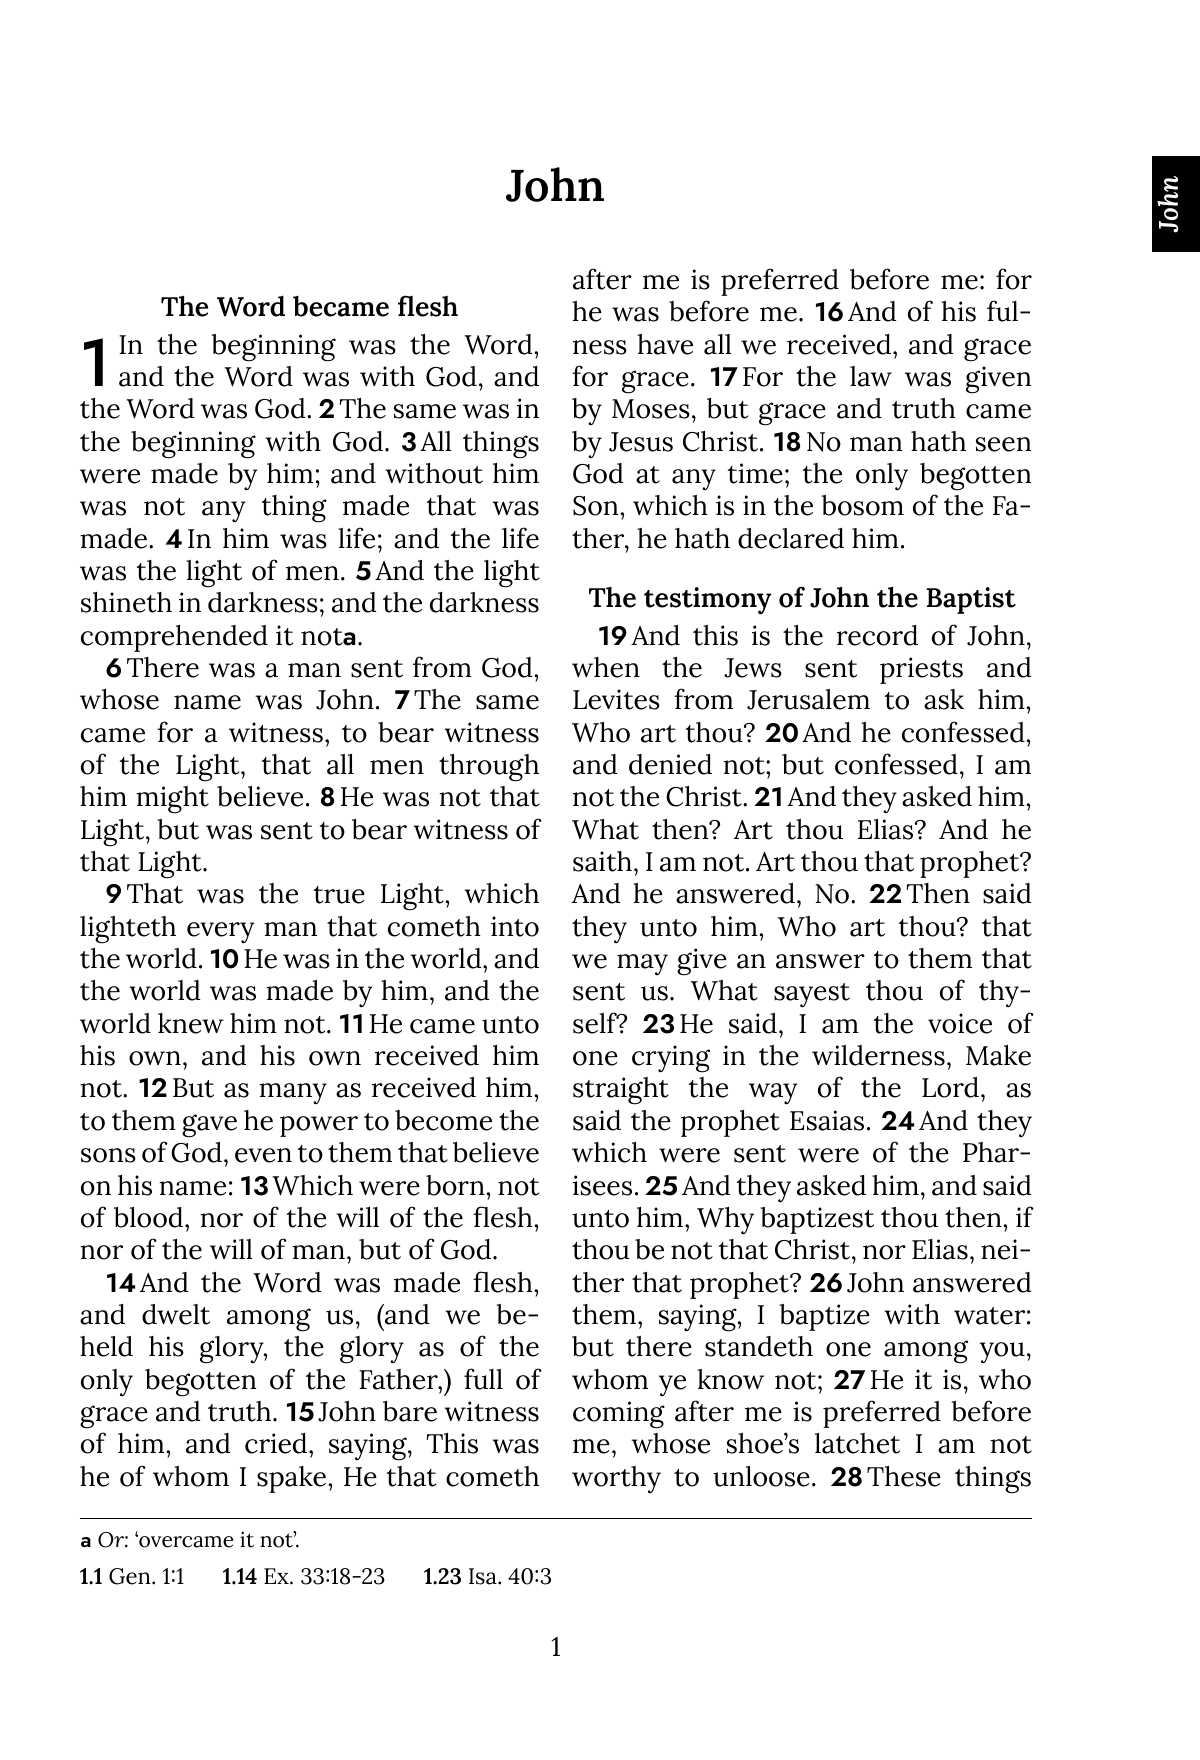 John
John
The Word became flesh
1 In the beginning was the Word,
and the Word was with God, and
the Word was God. 2 The same was in
the beginning with God. 3 All things
were made by him; and without him
was not any thing made that was
made. 4 In him was life; and the life
was the light of men. 5 And the light
shineth in darkness; and the darkness
comprehended it nota.
6 There was a man sent from God,
whose name was John. 7 The same
came for a witness, to bear witness
of the Light, that all men through
him might believe. 8 He was not that
Light, but was sent to bear witness of
that Light.
9 That was the true Light, which
lighteth every man that cometh into
the world. 10 He was in the world, and
the world was made by him, and the
world knew him not. 11 He came unto
his own, and his own received him
not. 12 But as many as received him,
to them gave he power to become the
sons of God, even to them that believe
on his name: 13 Which were born, not
of blood, nor of the will of the flesh,
nor of the will of man, but of God.
14 And the Word was made flesh,
and dwelt among us, (and we be-
held his glory, the glory as of the
only begotten of the Father,) full of
grace and truth. 15 John bare witness
of him, and cried, saying, This was
he of whom I spake, He that cometh
after me is preferred before me: for
he was before me. 16 And of his ful-
ness have all we received, and grace
for grace. 17 For the law was given
by Moses, but grace and truth came
by Jesus Christ. 18 No man hath seen
God at any time; the only begotten
Son, which is in the bosom of the Fa-
ther, he hath declared him.
The testimony of John the Baptist
19 And this is the record of John,
when the Jews sent priests and
Levites from Jerusalem to ask him,
Who art thou? 20 And he confessed,
and denied not; but confessed, I am
not the Christ. 21 And they asked him,
What then? Art thou Elias? And he
saith, I am not. Art thou that prophet?
And he answered, No. 22 Then said
they unto him, Who art thou? that
we may give an answer to them that
sent us. What sayest thou of thy-
self? 23 He said, I am the voice of
one crying in the wilderness, Make
straight the way of the Lord, as
said the prophet Esaias. 24 And they
which were sent were of the Phar-
isees. 25 And they asked him, and said
unto him, Why baptizest thou then, if
thou be not that Christ, nor Elias, nei-
ther that prophet? 26 John answered
them, saying, I baptize with water:
but there standeth one among you,
whom ye know not; 27 He it is, who
coming after me is preferred before
me, whose shoe’s latchet I am not
worthy to unloose. 28 These things
a Or: ‘overcame it not’.
1.1 Gen. 1:1 1.14 Ex. 33:18-23 1.23 Isa. 40:3
1